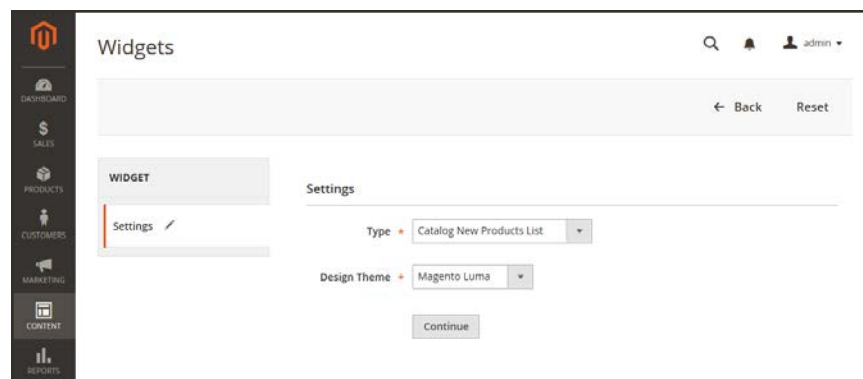 Widgets
admin
DASHBOARD
SALES
PRODUCTS
CUSTOMERS
MARKETING
CONTENT
REPORTS
← Back Reset
WIDGET
Settings
Settings
Type * Catalog New Products List
Design Theme * Magento Luma
Continue